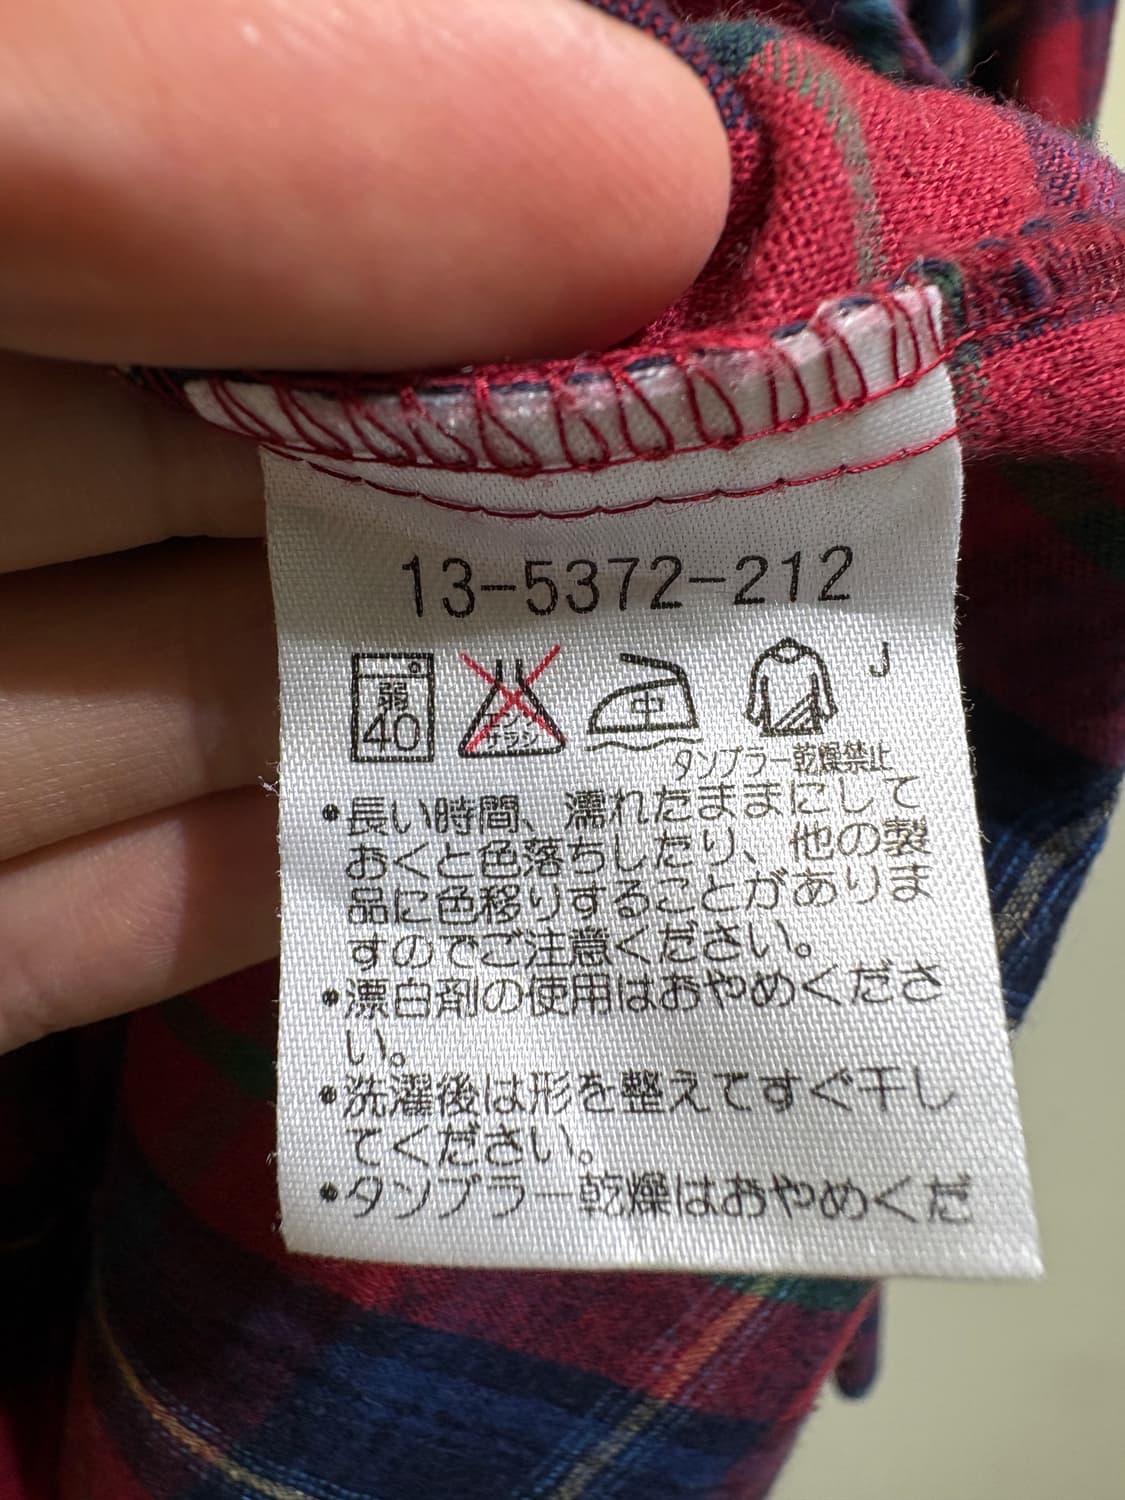 13-5372-212
弱
40
エンソ
サラシ
中
J
タンブラー乾燥禁止
•長い時間、濡れたままにして
おくと色落ちしたり、他の製
品に色移りすることがありま
すのでご注意ください。
•漂白剤の使用はおやめくださ
い。
•洗濯後は形を整えてすぐ干し
てください。
•タンブラー乾燥はおやめくだ